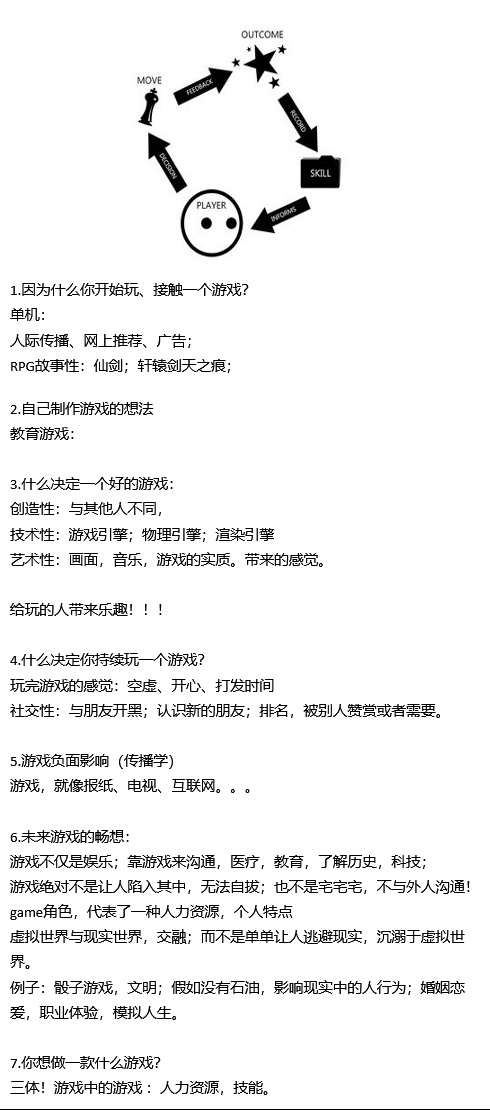 OUTCOME
MOVE
FEEDBACK
RECORD
DECISION
SKILL
PLAYER
INFORMS
1.因为什么你开始玩、接触一个游戏？
单机：
人际传播、网上推荐、广告；
RPG故事性：仙剑；轩辕剑天之痕；
2.自己制作游戏的想法
教育游戏：
3.什么决定一个好的游戏：
创造性：与其他人不同，
技术性：游戏引擎；物理引擎；渲染引擎
艺术性：画面，音乐，游戏的实质。带来的感觉。
给玩的人带来乐趣！！！
4.什么决定你持续玩一个游戏？
玩完游戏的感觉：空虚、开心、打发时间
社交性：与朋友开黑；认识新的朋友；排名，被别人赞赏或者需要。
5.游戏负面影响（传播学）
游戏，就像报纸、电视、互联网。。。
6.未来游戏的畅想：
游戏不仅是娱乐；靠游戏来沟通，医疗，教育，了解历史，科技；
游戏绝对不是让人陷入其中，无法自拔；也不是宅宅宅，不与外人沟通！
game角色，代表了一种人力资源，个人特点
虚拟世界与现实世界，交融；而不是单单让人逃避现实，沉溺于虚拟世
界。
例子：骰子游戏，文明；假如没有石油，影响现实中的人行为；婚姻恋
爱，职业体验，模拟人生。
7.你想做一款什么游戏？
三体！游戏中的游戏：人力资源，技能。